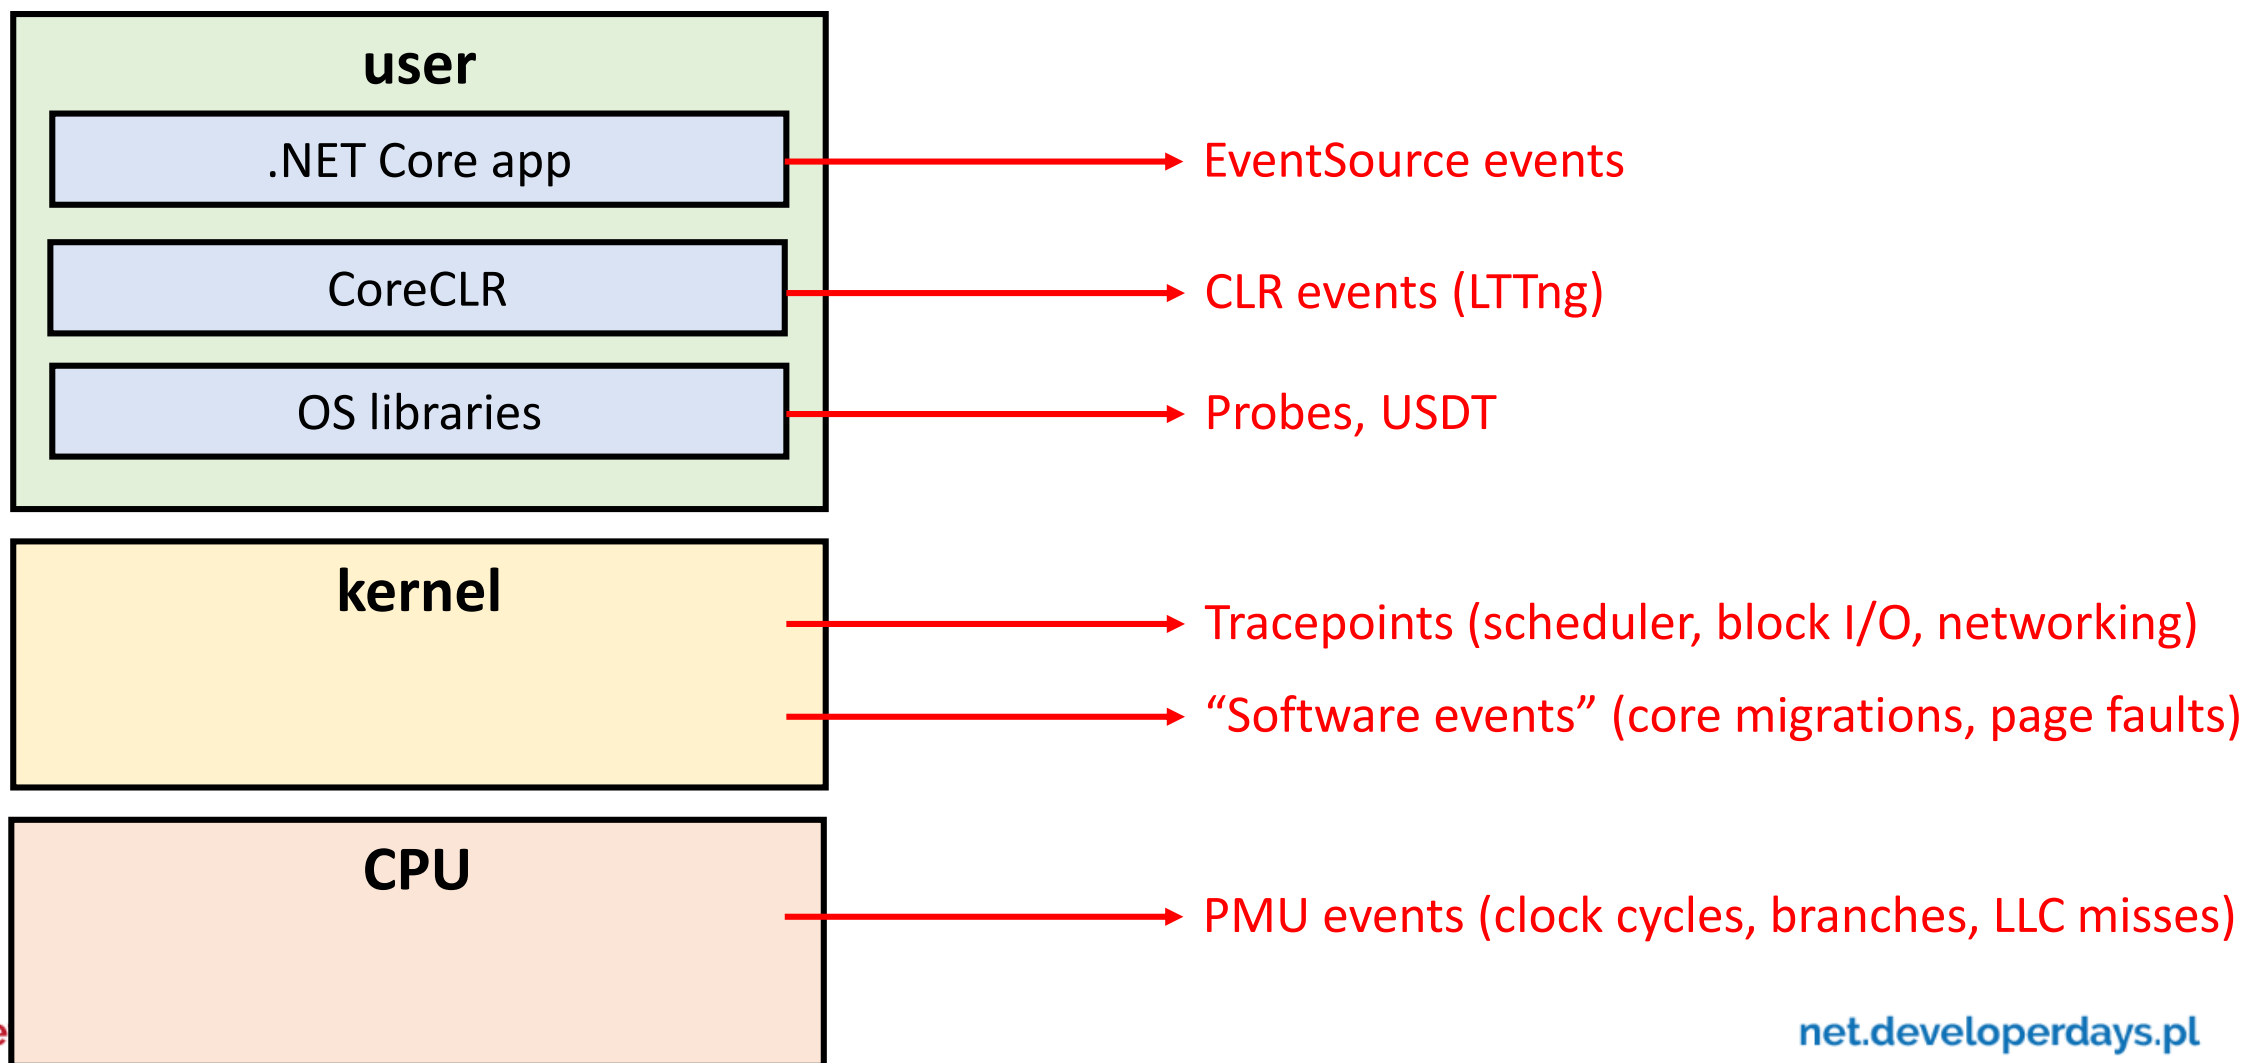 user
.NET Core app
EventSource events
CoreCLR
CLR events (LTTng)
OS libraries
Probes, USDT
kernel
Tracepoints (scheduler, block I/O, networking)
“Software events” (core migrations, page faults)
CPU
PMU events (clock cycles, branches, LLC misses)
e
net.developerdays.pl